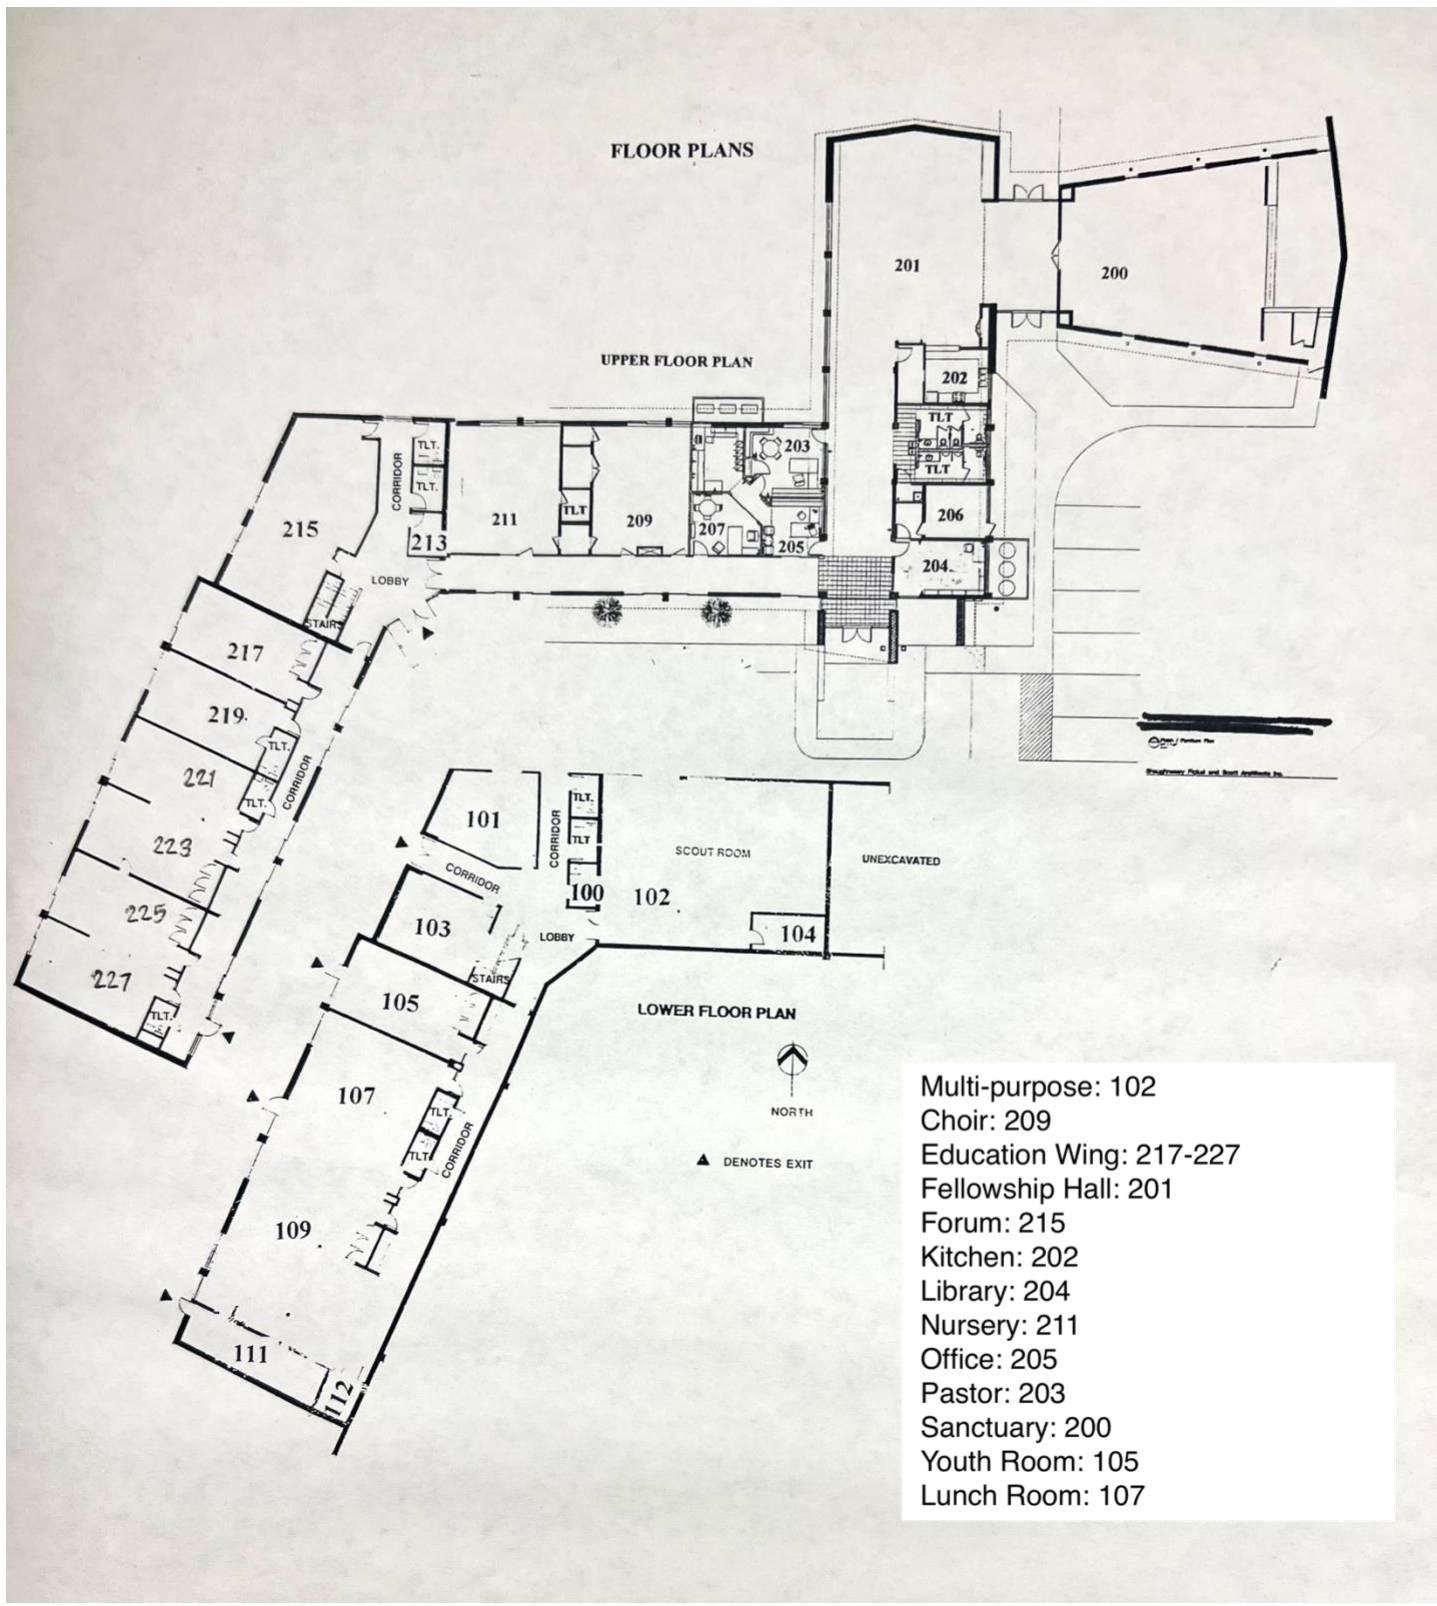 FLOOR PLANS
201
200
UPPER FLOOR PLAN
202
TLT
TLT
203
TLT.
TLT.
CORRIDOR
215
211
TLT
209
207
205
206
204
213
LOBBY
STAIRS
217
219
TLT.
221
TLT.
CORRIDOR
223
225
227
TLT.
101
CORRIDOR
TLT.
TLT
SCOUT ROOM
UNEXCAVATED
CORRIDOR
100
102
103
LOBBY
104
STAIRS
105
LOWER FLOOR PLAN
107
TLT.
TLT.
CORRIDOR
NORTH
DENOTES EXIT
109
111
112
Multi-purpose: 102
Choir: 209
Education Wing: 217-227
Fellowship Hall: 201
Forum: 215
Kitchen: 202
Library: 204
Nursery: 211
Office: 205
Pastor: 203
Sanctuary: 200
Youth Room: 105
Lunch Room: 107